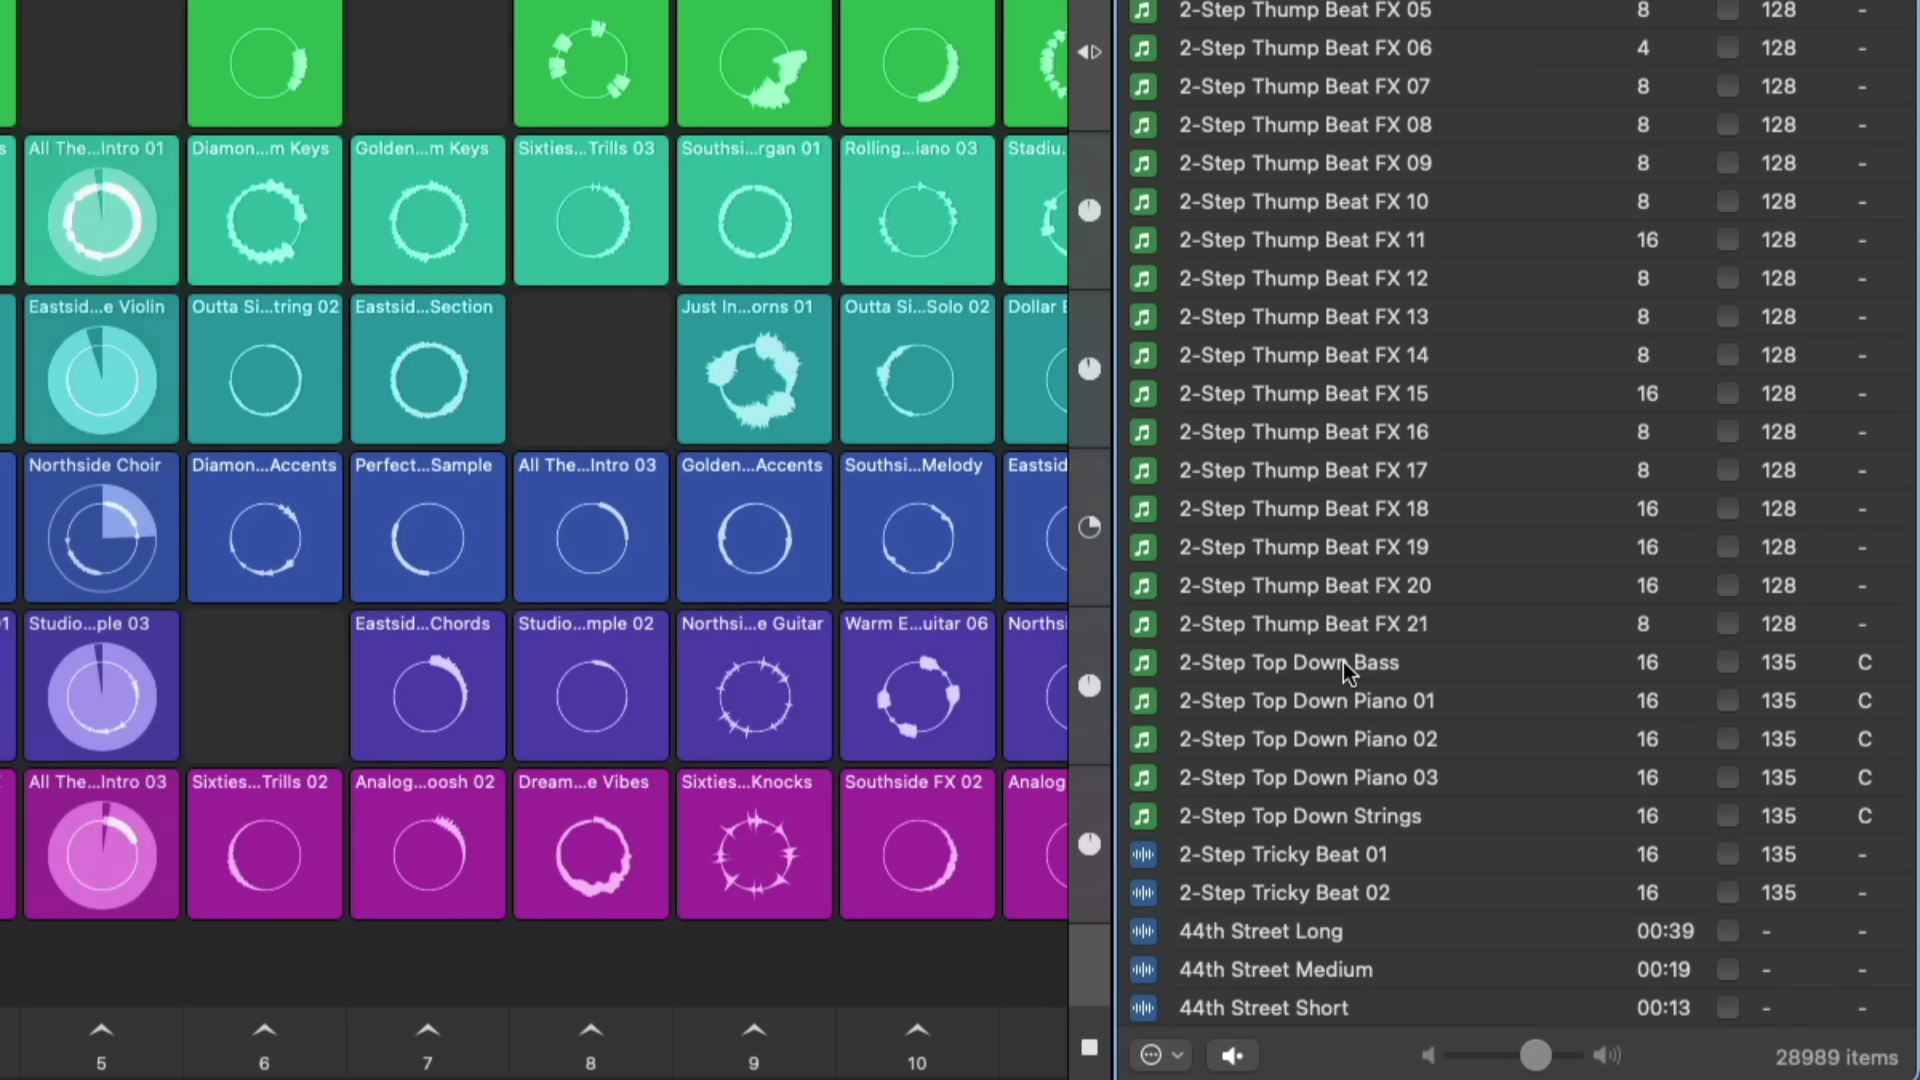 s All The...Intro 01 Diamon...m Keys Golden...m Keys Sixties...Trills 03 Southsi...rgan 01 Rolling...iano 03 Stadiu.
Eastsid...e Violin Outta Si...tring 02 Eastsid...Section Just In...orns 01 Outta Si...Solo 02 Dollar
Northside Choir Diamon...Accents Perfect...Sample All The...Intro 03 Golden...Accents Southsi...Melody Eastsid
1 Studio...ple 03 Eastsid...Chords Studio...mple 02 Northsi...e Guitar Warm E...uitar 06 Northsi
All The...Intro 03 Sixties...Trills 02 Analog...oosh 02 Dream...e Vibes Sixties...Knocks Southside FX 02 Analog
5 6 7 8 9 10
2-Step Thump Beat FX 05 8 128 -
2-Step Thump Beat FX 06 4 128 -
2-Step Thump Beat FX 07 8 128 -
2-Step Thump Beat FX 08 8 128 -
2-Step Thump Beat FX 09 8 128 -
2-Step Thump Beat FX 10 8 128 -
2-Step Thump Beat FX 11 16 128 -
2-Step Thump Beat FX 12 8 128 -
2-Step Thump Beat FX 13 8 128 -
2-Step Thump Beat FX 14 8 128 -
2-Step Thump Beat FX 15 16 128 -
2-Step Thump Beat FX 16 8 128 -
2-Step Thump Beat FX 17 8 128 -
2-Step Thump Beat FX 18 16 128 -
2-Step Thump Beat FX 19 16 128 -
2-Step Thump Beat FX 20 16 128 -
2-Step Thump Beat FX 21 8 128 -
2-Step Top Down Bass 16 135 C
2-Step Top Down Piano 01 16 135 C
2-Step Top Down Piano 02 16 135 C
2-Step Top Down Piano 03 16 135 C
2-Step Top Down Strings 16 135 C
2-Step Tricky Beat 01 16 135 -
2-Step Tricky Beat 02 16 135 -
44th Street Long 00:39 - -
44th Street Medium 00:19 - -
44th Street Short 00:13 - -
28989 items